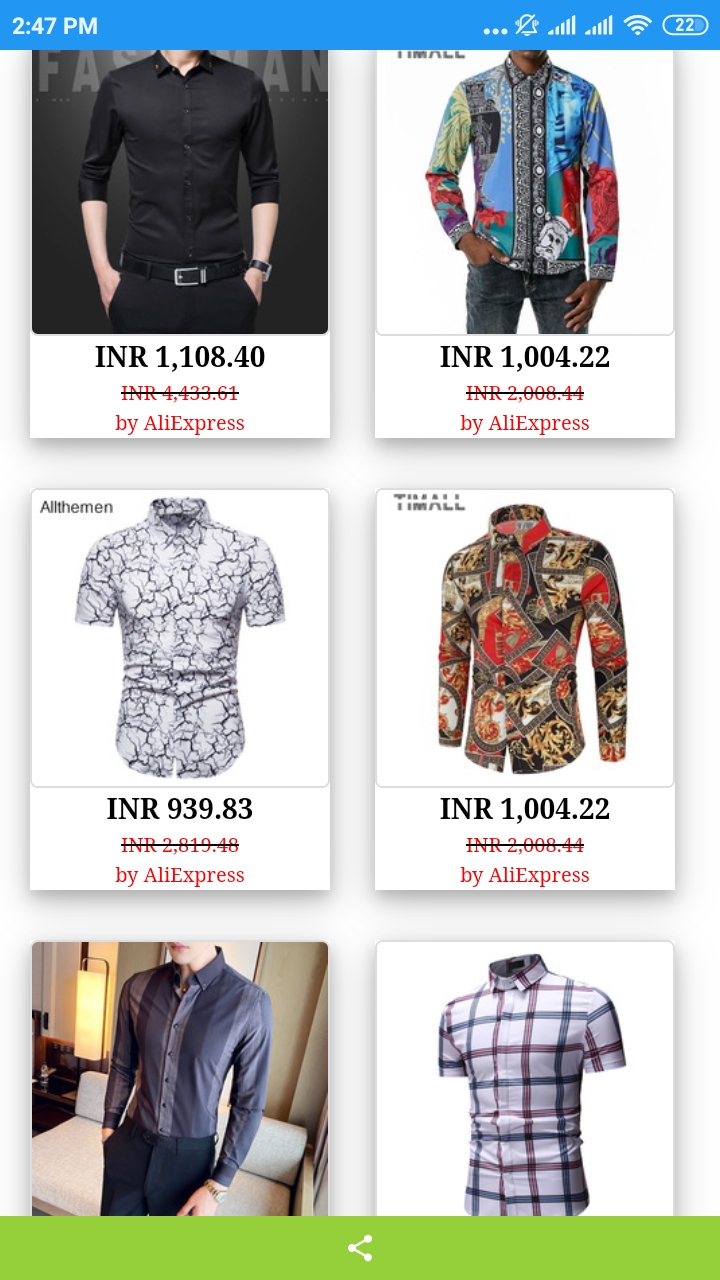 2:47 PM
22
FASHMAN
TIMALL
INR 1,108.40
INR 4,433.61
by AliExpress
INR 1,004.22
INR 2,008.44
by AliExpress
Allthemen
TIMALL
INR 939.83
INR 2,819.48
by AliExpress
INR 1,004.22
INR 2,008.44
by AliExpress